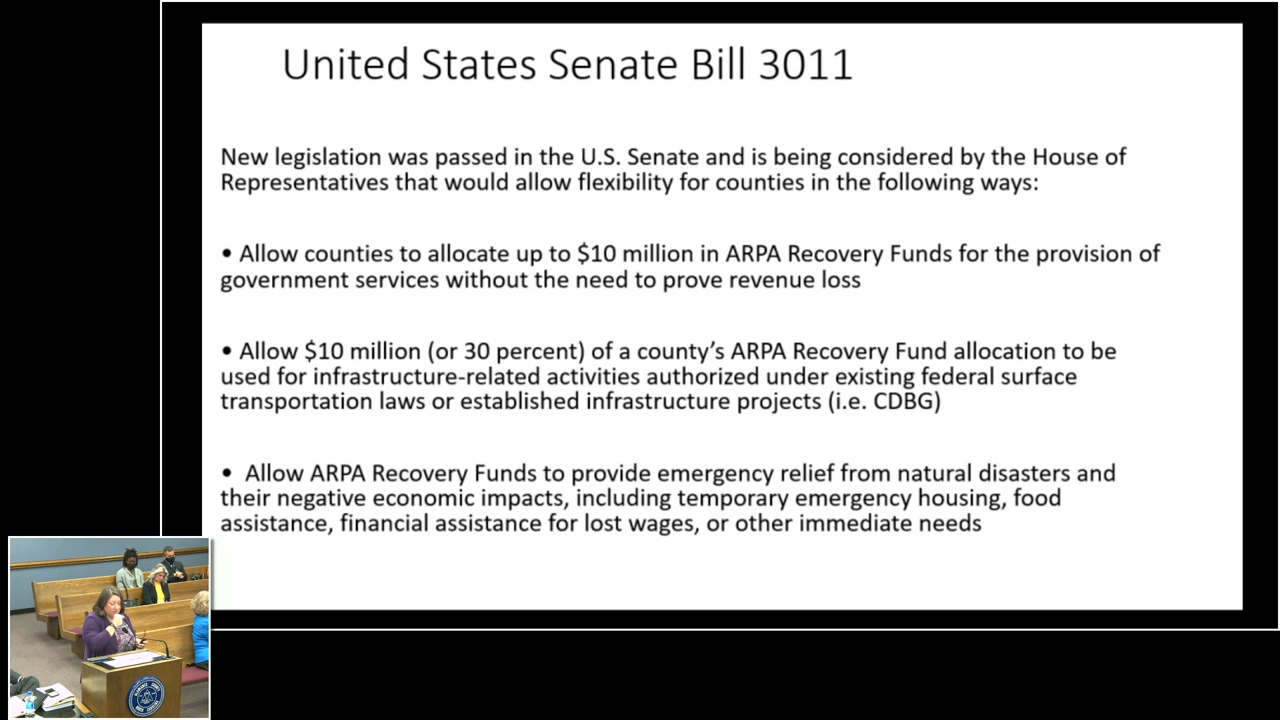 United States Senate Bill 3011
New legislation was passed in the U.S. Senate and is being considered by the House of
Representatives that would allow flexibility for counties in the following ways:
• Allow counties to allocate up to $10 million in ARPA Recovery Funds for the provision of
government services without the need to prove revenue loss
• Allow $10 million (or 30 percent) of a county’s ARPA Recovery Fund allocation to be
used for infrastructure-related activities authorized under existing federal surface
transportation laws or established infrastructure projects (i.e. CDBG)
• Allow ARPA Recovery Funds to provide emergency relief from natural disasters and
their negative economic impacts, including temporary emergency housing, food
assistance, financial assistance for lost wages, or other immediate needs